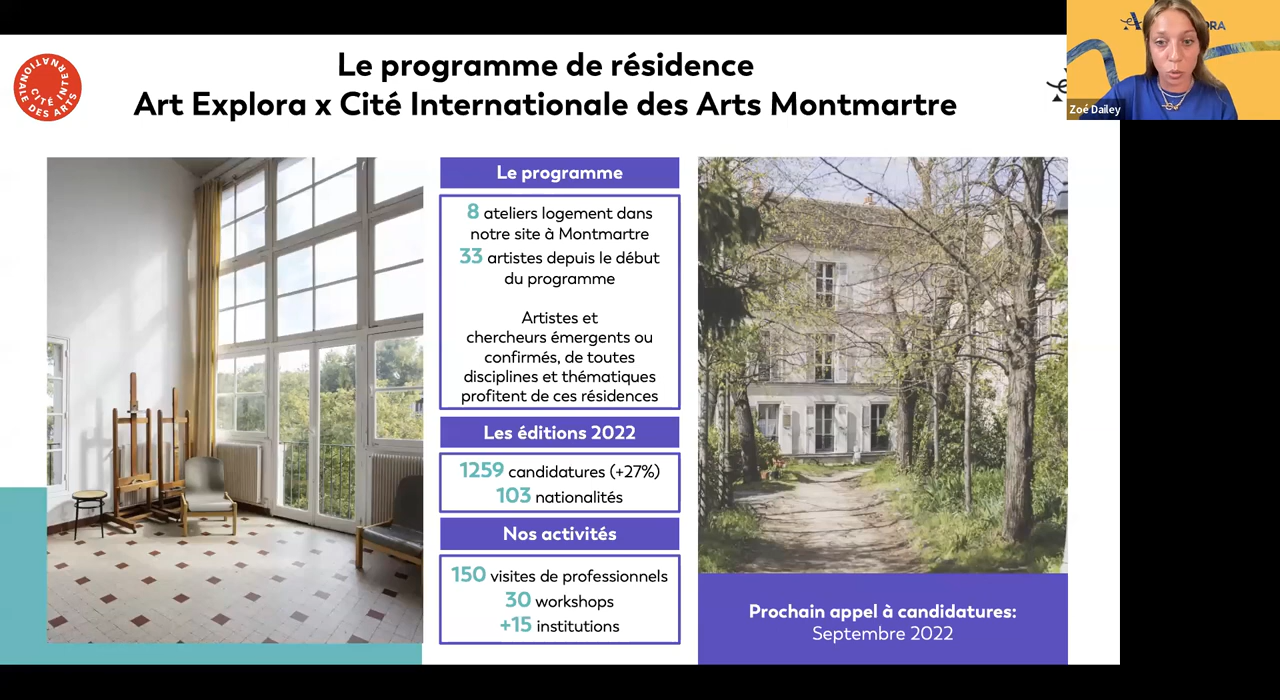 Le programme de résidence
Art Explora x Cité Internationale des Arts Montmartre
CITÉ INTERNATIONALE DES ARTS
Zoé Dailey
Le programme
8 ateliers logement dans
notre site à Montmartre
33 artistes depuis le début
du programme
Artistes et
chercheurs émergents ou
confirmés, de toutes
disciplines et thématiques
profitent de ces résidences
Les éditions 2022
1259 candidatures (+27%)
103 nationalités
Nos activités
150 visites de professionnels
30 workshops
+15 institutions
Prochain appel à candidatures:
Septembre 2022